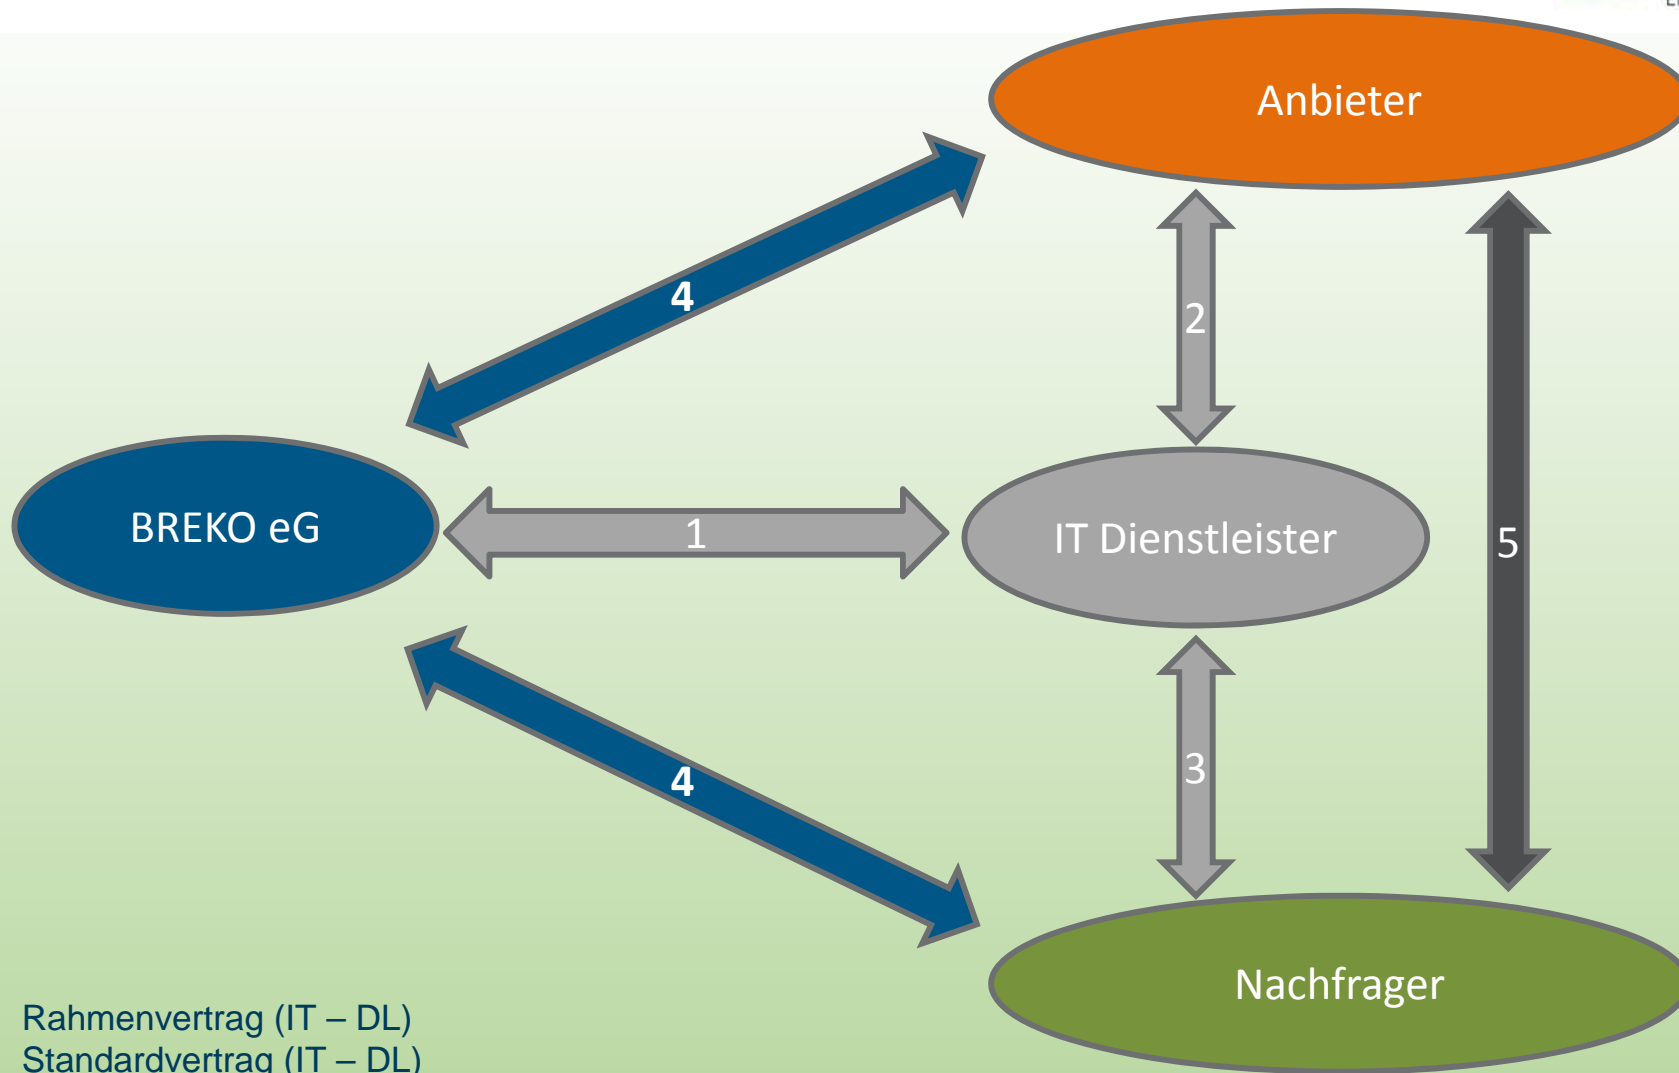 Anbieter
4
2
BREKO eG
1
IT Dienstleister
5
4
3
Nachfrager
Rahmenvertrag (IT – DL)
Standardvertrag (IT – DL)